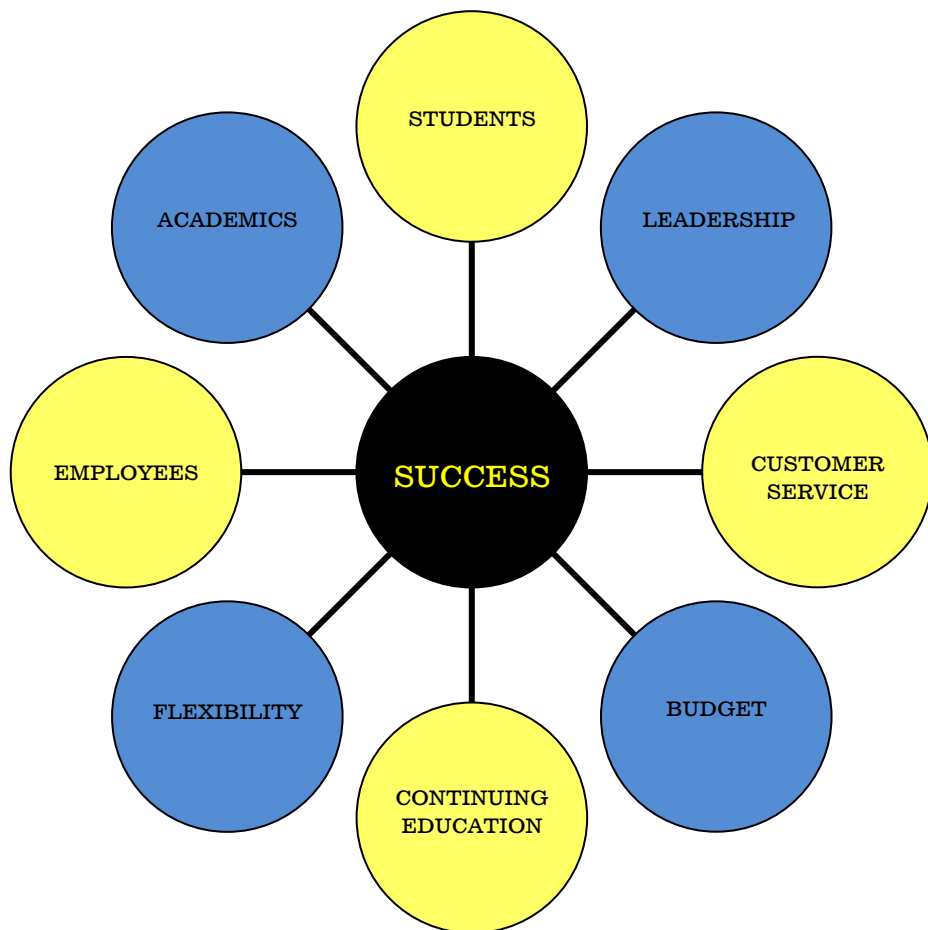 STUDENTS
ACADEMICS
LEADERSHIP
EMPLOYEES
SUCCESS
CUSTOMER
SERVICE
FLEXIBILITY
BUDGET
CONTINUING
EDUCATION